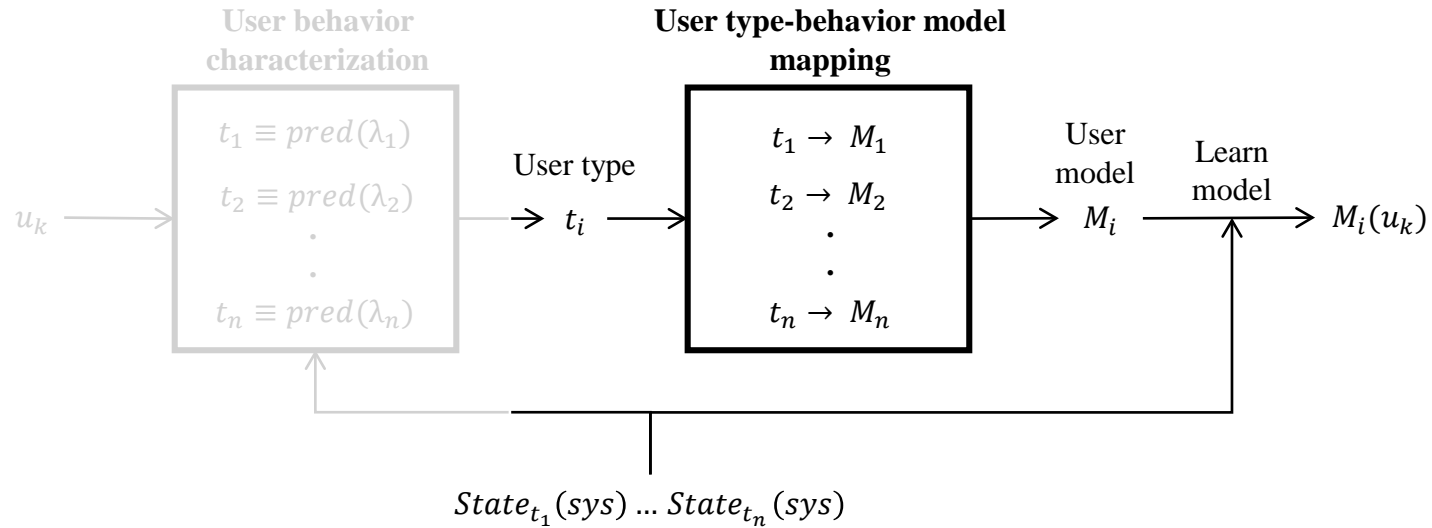 User behavior
characterization
t₁ ≡ pred(λ₁)
t₂ ≡ pred(λ₂)
.
.
tₙ ≡ pred(λₙ)
uₖ
User type
tᵢ
User type-behavior model
mapping
t₁ → M₁
t₂ → M₂
.
.
tₙ → Mₙ
User
model
Mᵢ
Learn
model
Mᵢ(uₖ)
State_{t₁}(sys) … State_{tₙ}(sys)